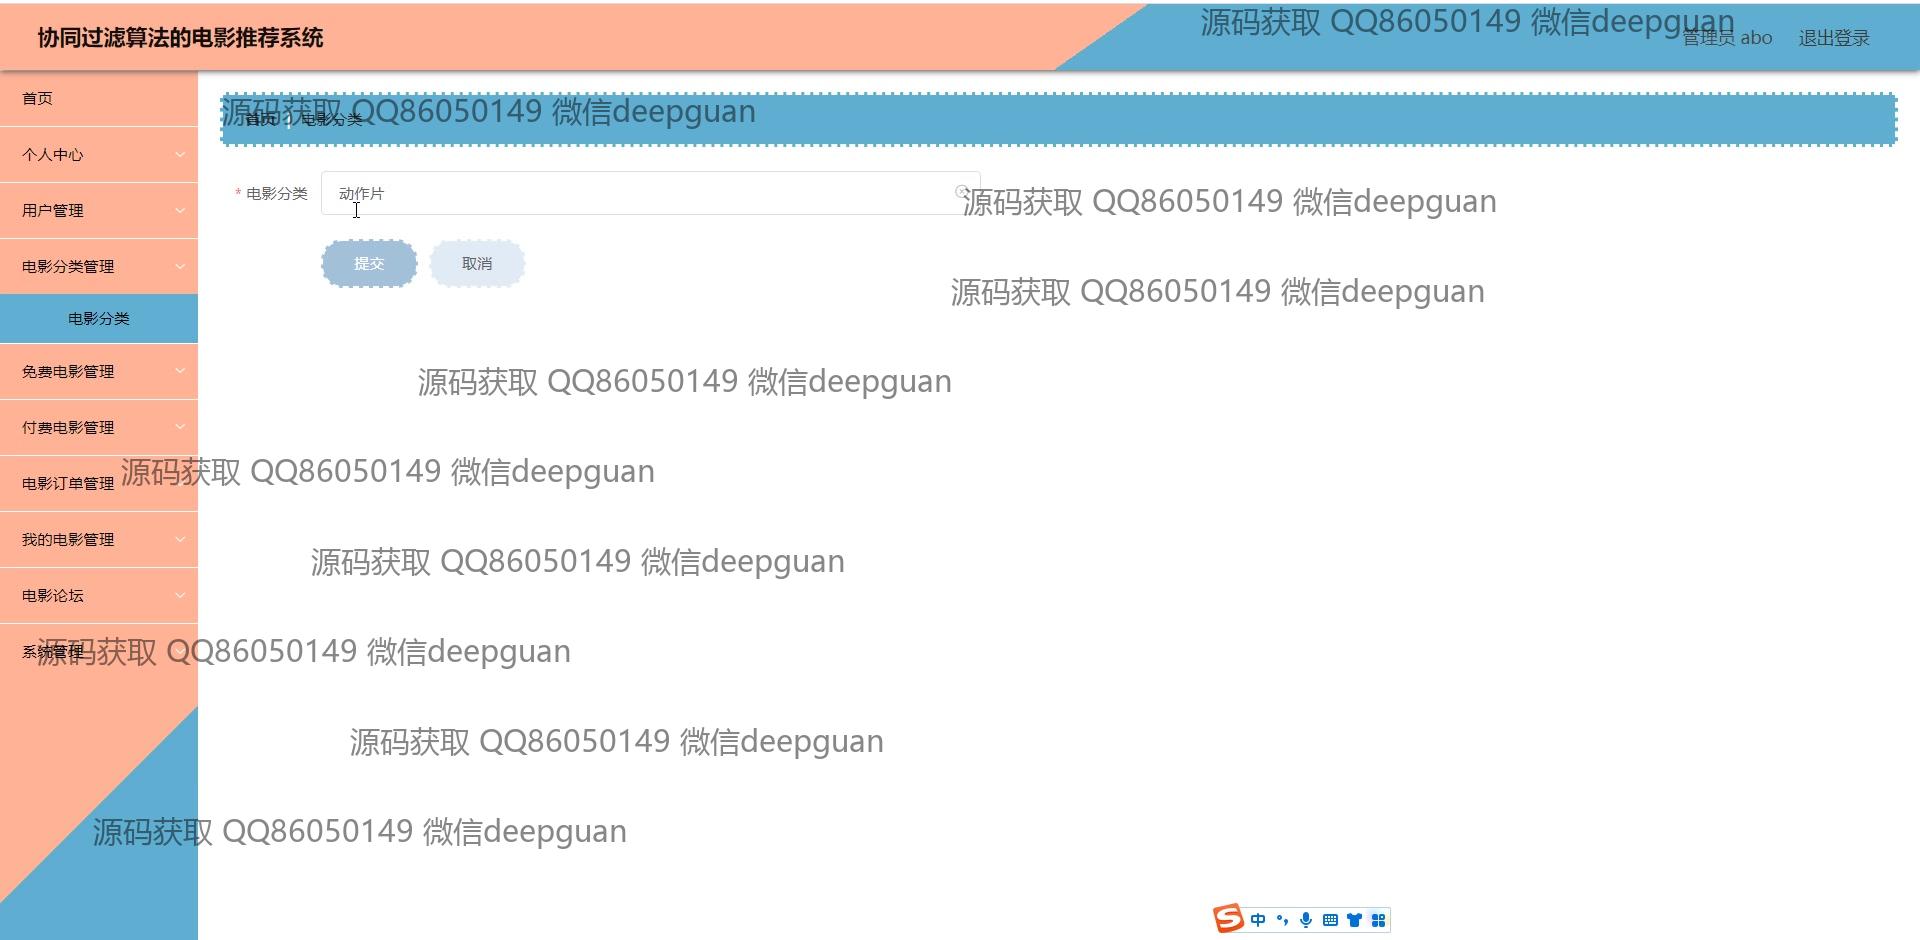 协同过滤算法的电影推荐系统
源码获取 QQ86050149 微信deepguan
管理员 abo
退出登录
首页
个人中心
用户管理
电影分类管理
电影分类
免费电影管理
付费电影管理
电影订单管理
我的电影管理
电影论坛
系统管理
源码获取 QQ86050149 微信deepguan
首页 电影分类
* 电影分类 动作片
源码获取 QQ86050149 微信deepguan
提交 取消
源码获取 QQ86050149 微信deepguan
源码获取 QQ86050149 微信deepguan
源码获取 QQ86050149 微信deepguan
源码获取 QQ86050149 微信deepguan
源码获取 QQ86050149 微信deepguan
源码获取 QQ86050149 微信deepguan
源码获取 QQ86050149 微信deepguan
中